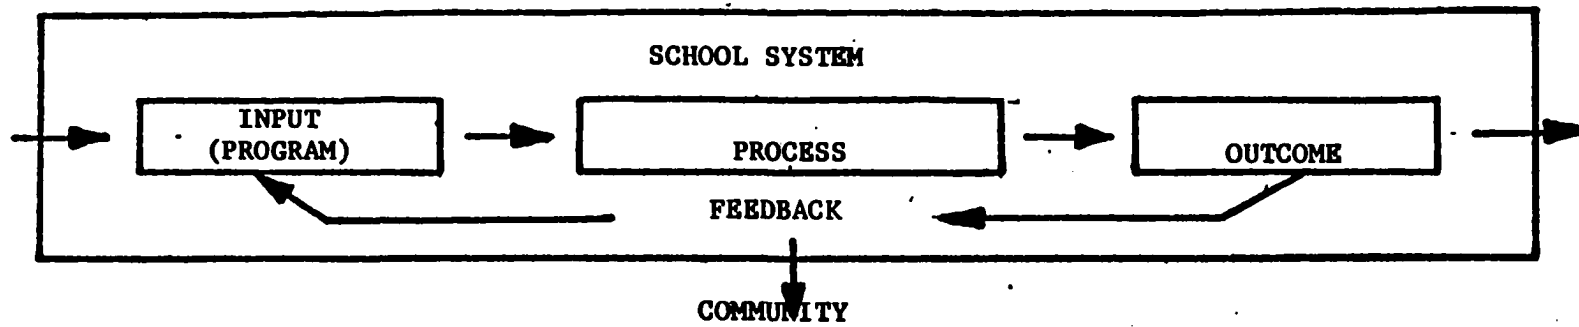 SCHOOL SYSTEM
INPUT
(PROGRAM)
PROCESS
OUTCOME
FEEDBACK
COMMUNITY